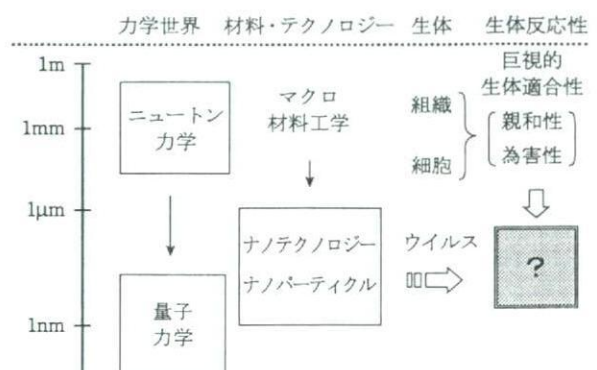 力学世界 材料・テクノロジー 生体 生体反応性
1m
1mm
1μm
1nm
ニュートン
力学
量子
力学
マクロ
材料工学
ナノテクノロジー
ナノパーティクル
組織
細胞
ウイルス
巨視的
生体適合性
親和性
為害性
?